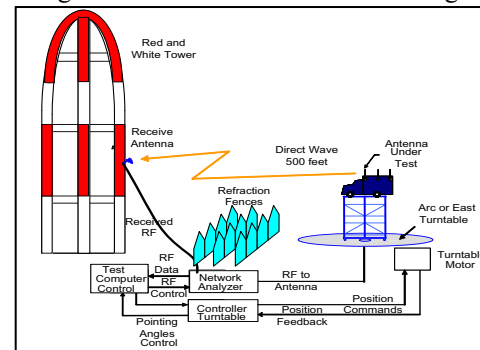 Red and
White Tower
Receive
Antenna
Direct Wave
500 feet
Antenna
Under
Test
Refraction
Fences
Arc or East
Turntable
Received
RF
Turntable
Motor
RF
Data
Test
Computer
Control
RF
Control
Network
Analyzer
RF to
Antenna
Position
Commands
Controller
Turntable
Position
Feedback
Pointing
Angles
Control